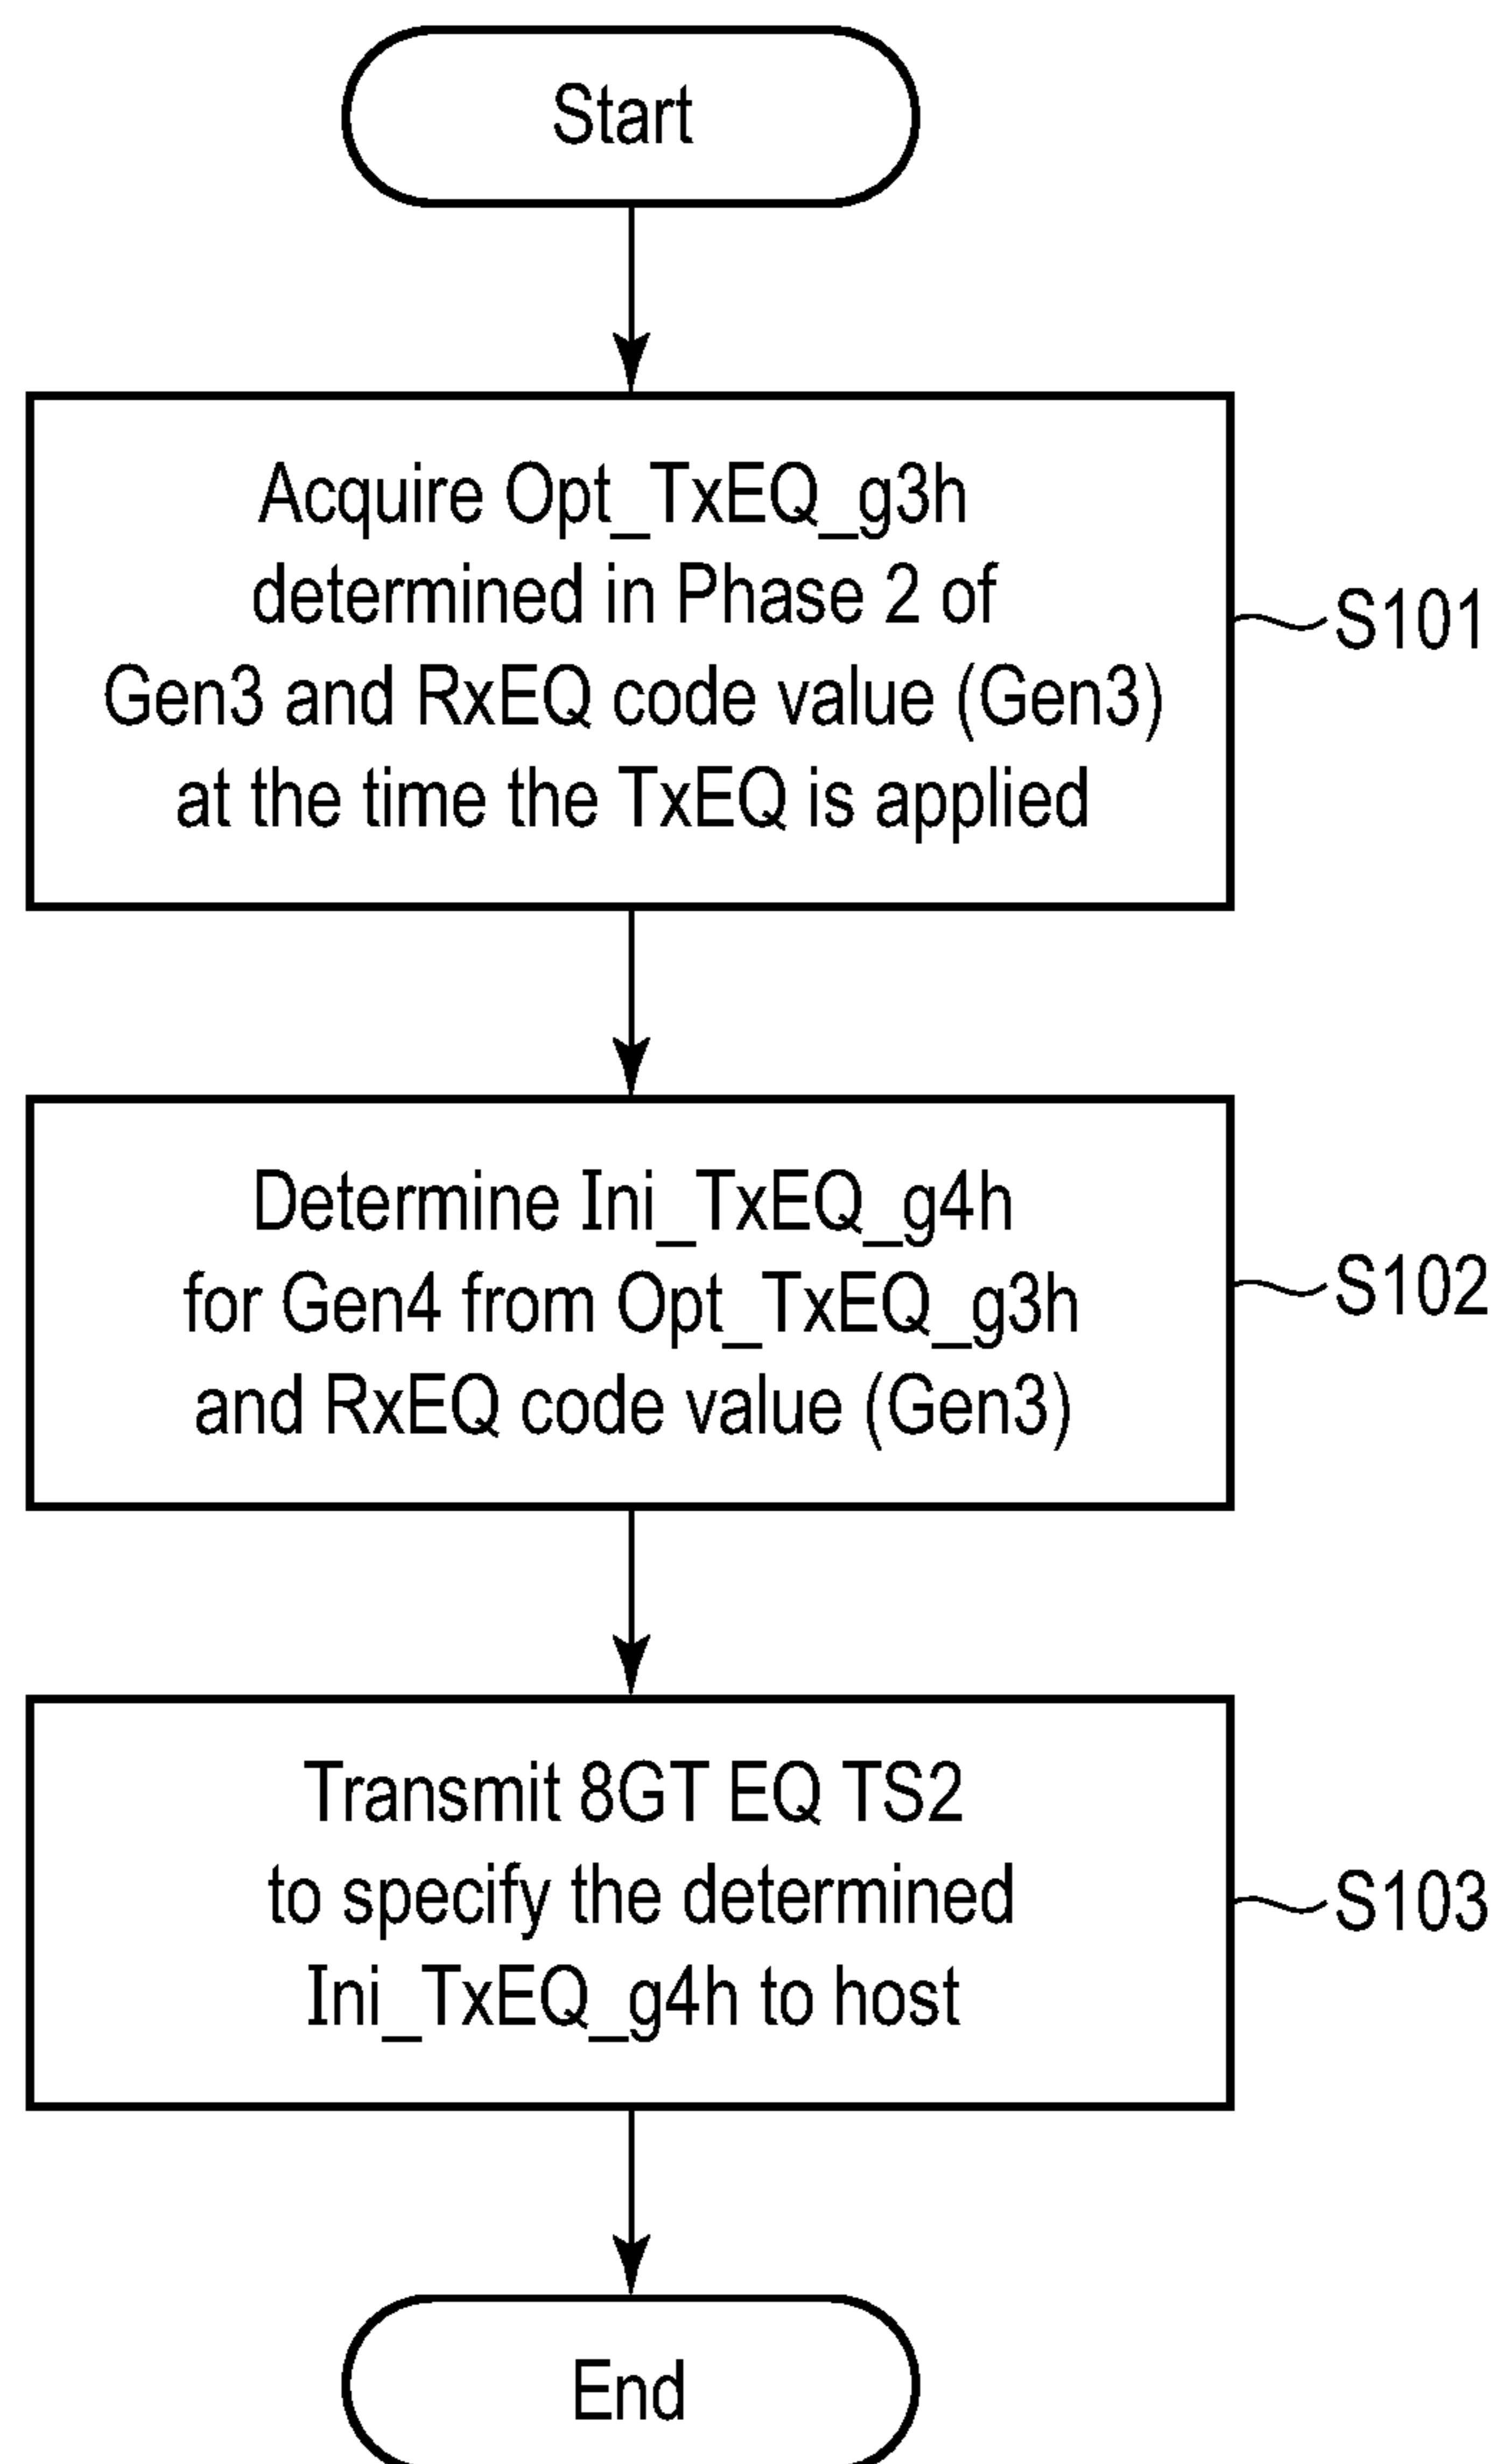 Start
Acquire Opt_TxEQ_g3h
determined in Phase 2 of
Gen3 and RxEQ code value (Gen3)
at the time the TxEQ is applied
S101
Determine Ini_TxEQ_g4h
for Gen4 from Opt_TxEQ_g3h
and RxEQ code value (Gen3)
S102
Transmit 8GT EQ TS2
to specify the determined
Ini_TxEQ_g4h to host
S103
End